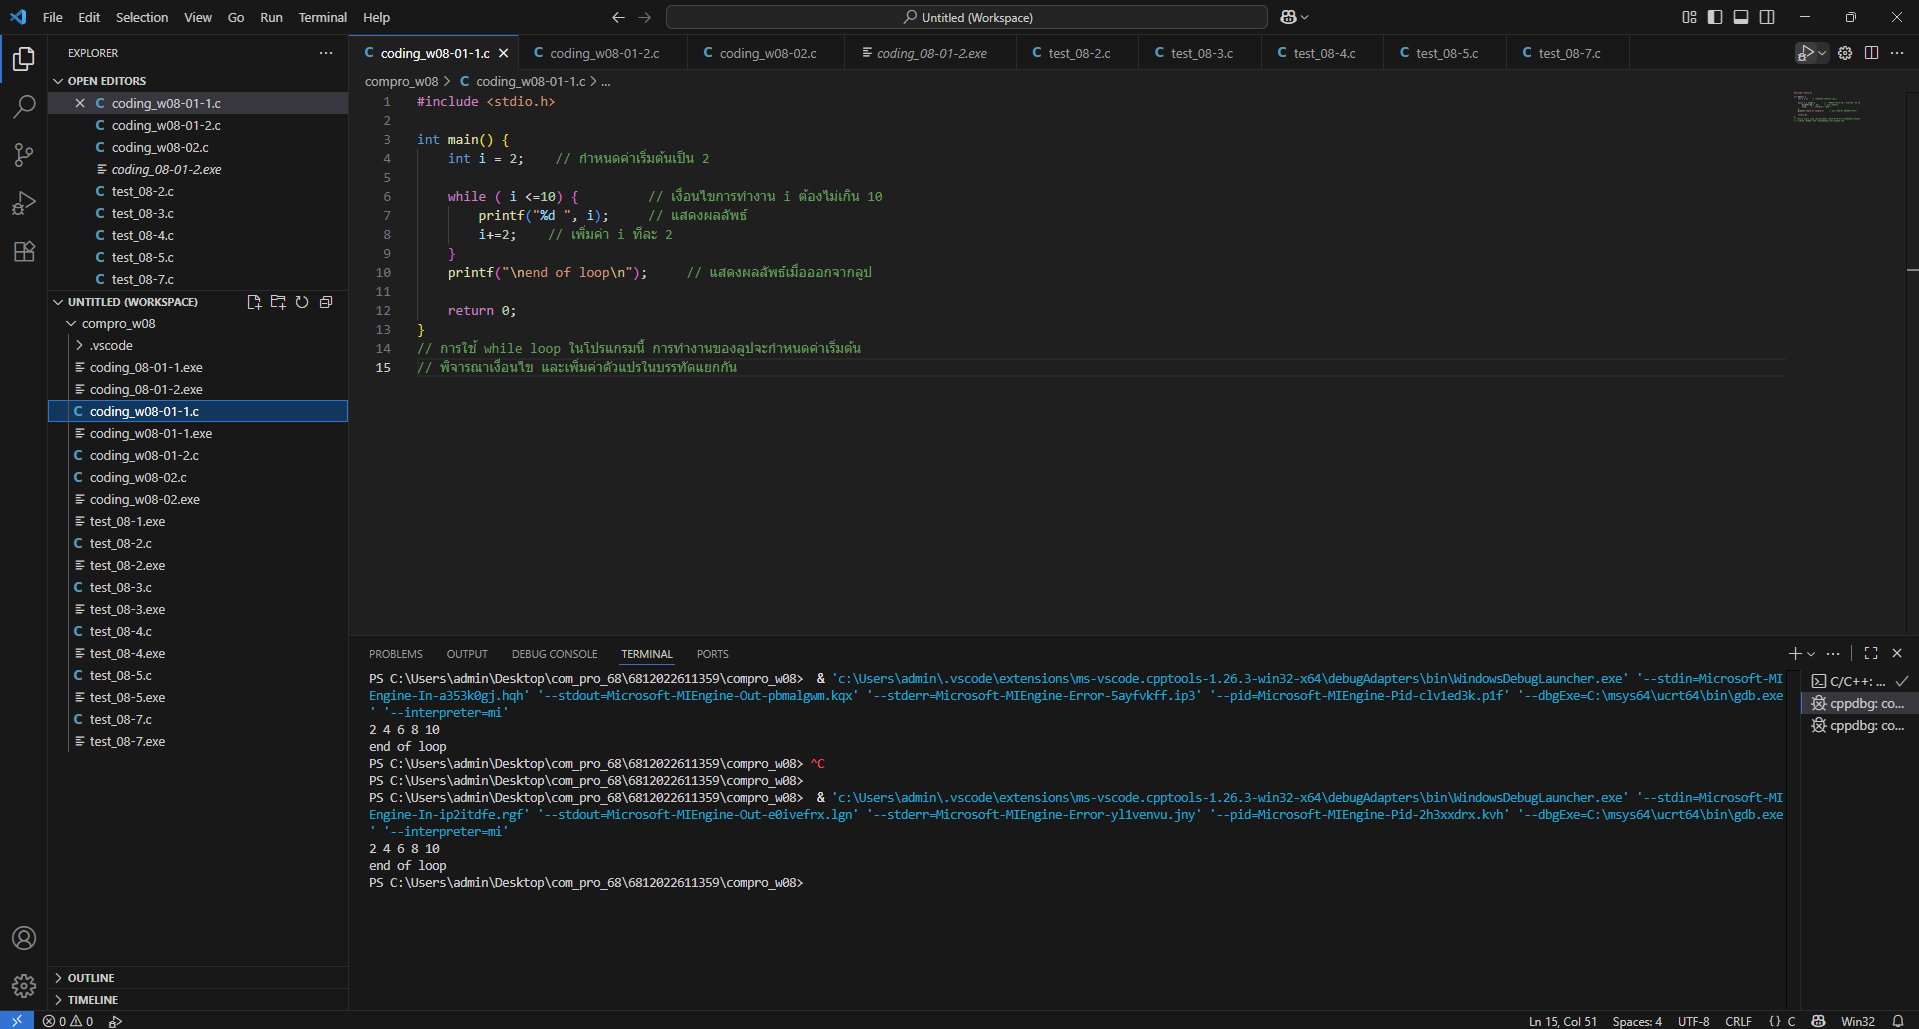 File Edit Selection View Go Run Terminal Help
Untitled (Workspace)
EXPLORER
OPEN EDITORS
coding_w08-01-1.c
coding_w08-01-2.c
coding_w08-02.c
coding_08-01-2.exe
test_08-2.c
test_08-3.c
test_08-4.c
test_08-5.c
test_08-7.c
UNTITLED (WORKSPACE)
compro_w08
.vscode
coding_08-01-1.exe
coding_08-01-2.exe
coding_w08-01-1.c
coding_w08-01-1.exe
coding_w08-01-2.c
coding_w08-02.c
coding_w08-02.exe
test_08-1.exe
test_08-2.c
test_08-2.exe
test_08-3.c
test_08-3.exe
test_08-4.c
test_08-4.exe
test_08-5.c
test_08-5.exe
test_08-7.c
test_08-7.exe
OUTLINE
TIMELINE
coding_w08-01-1.c coding_w08-01-2.c coding_w08-02.c coding_08-01-2.exe test_08-2.c test_08-3.c test_08-4.c test_08-5.c test_08-7.c
compro_w08 > C coding_w08-01-1.c > ...
1 #include <stdio.h>
2
3 int main() {
4 int i = 2; // กำหนดค่าเริ่มต้นเป็น 2
5
6 while ( i <=10) { // เงื่อนไขการทำงาน i ต้องไม่เกิน 10
7 printf("%d ", i); // แสดงผลลัพธ์
8 i+=2; // เพิ่มค่า i ทีละ 2
9 }
10 printf("\nend of loop\n"); // แสดงผลลัพธ์เมื่อออกจากลูป
11
12 return 0;
13 }
14 // การใช้ while loop ในโปรแกรมนี้ การทำงานของลูปจะกำหนดค่าเริ่มต้น
15 // พิจารณาเงื่อนไข และเพิ่มค่าตัวแปรในบรรทัดแยกกัน
PROBLEMS OUTPUT DEBUG CONSOLE TERMINAL PORTS
PS C:\Users\admin\Desktop\com_pro_68\6812022611359\compro_w08> & 'c:\Users\admin\.vscode\extensions\ms-vscode.cpptools-1.26.3-win32-x64\debugAdapters\bin\WindowsDebugLauncher.exe' '--stdin=Microsoft-MI
Engine-In-a353k0gj.hqh' '--stdout=Microsoft-MIEngine-Out-pbmalgwm.kqx' '--stderr=Microsoft-MIEngine-Error-5ayfvkff.ip3' '--pid=Microsoft-MIEngine-Pid-clv1ed3k.p1f' '--dbgExe=C:\msys64\ucrt64\bin\gdb.exe
' '--interpreter=mi'
2 4 6 8 10
end of loop
PS C:\Users\admin\Desktop\com_pro_68\6812022611359\compro_w08> ^C
PS C:\Users\admin\Desktop\com_pro_68\6812022611359\compro_w08>
PS C:\Users\admin\Desktop\com_pro_68\6812022611359\compro_w08> & 'c:\Users\admin\.vscode\extensions\ms-vscode.cpptools-1.26.3-win32-x64\debugAdapters\bin\WindowsDebugLauncher.exe' '--stdin=Microsoft-MI
Engine-In-ip2itdfe.rgf' '--stdout=Microsoft-MIEngine-Out-e0ivefrx.lgn' '--stderr=Microsoft-MIEngine-Error-yl1venvu.jny' '--pid=Microsoft-MIEngine-Pid-2h3xxdrx.kvh' '--dbgExe=C:\msys64\ucrt64\bin\gdb.exe
' '--interpreter=mi'
2 4 6 8 10
end of loop
PS C:\Users\admin\Desktop\com_pro_68\6812022611359\compro_w08>
C/C++: ...
cppdbg: co...
cppdbg: co...
0 0
Ln 15, Col 51 Spaces: 4 UTF-8 CRLF {} C Win32